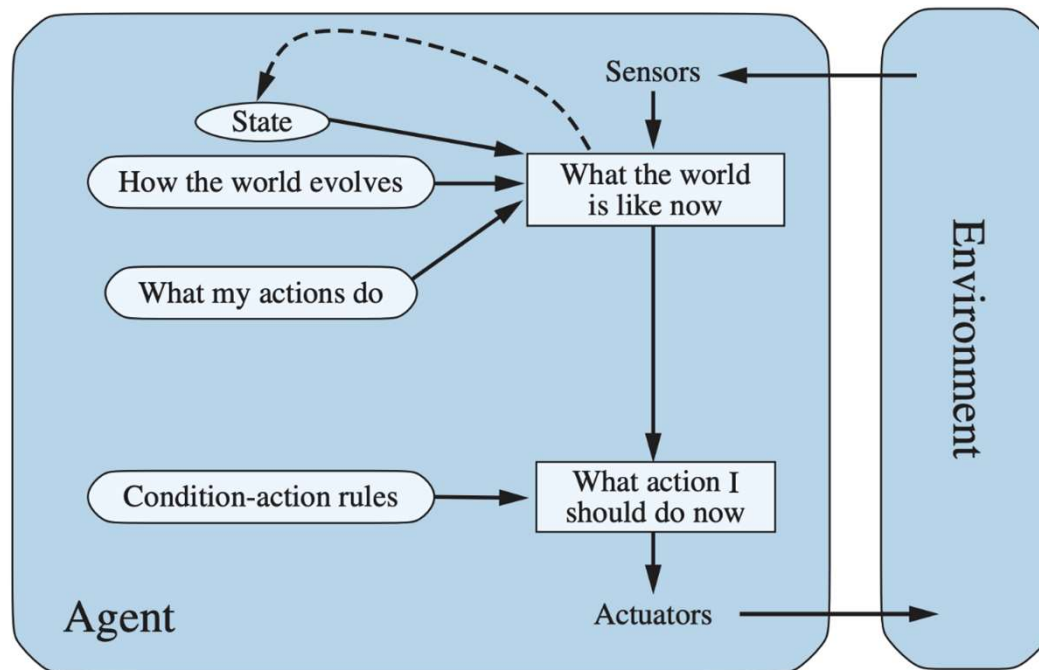 Sensors
State
How the world evolves
What the world
is like now
What my actions do
Environment
Condition-action rules
What action I
should do now
Agent
Actuators